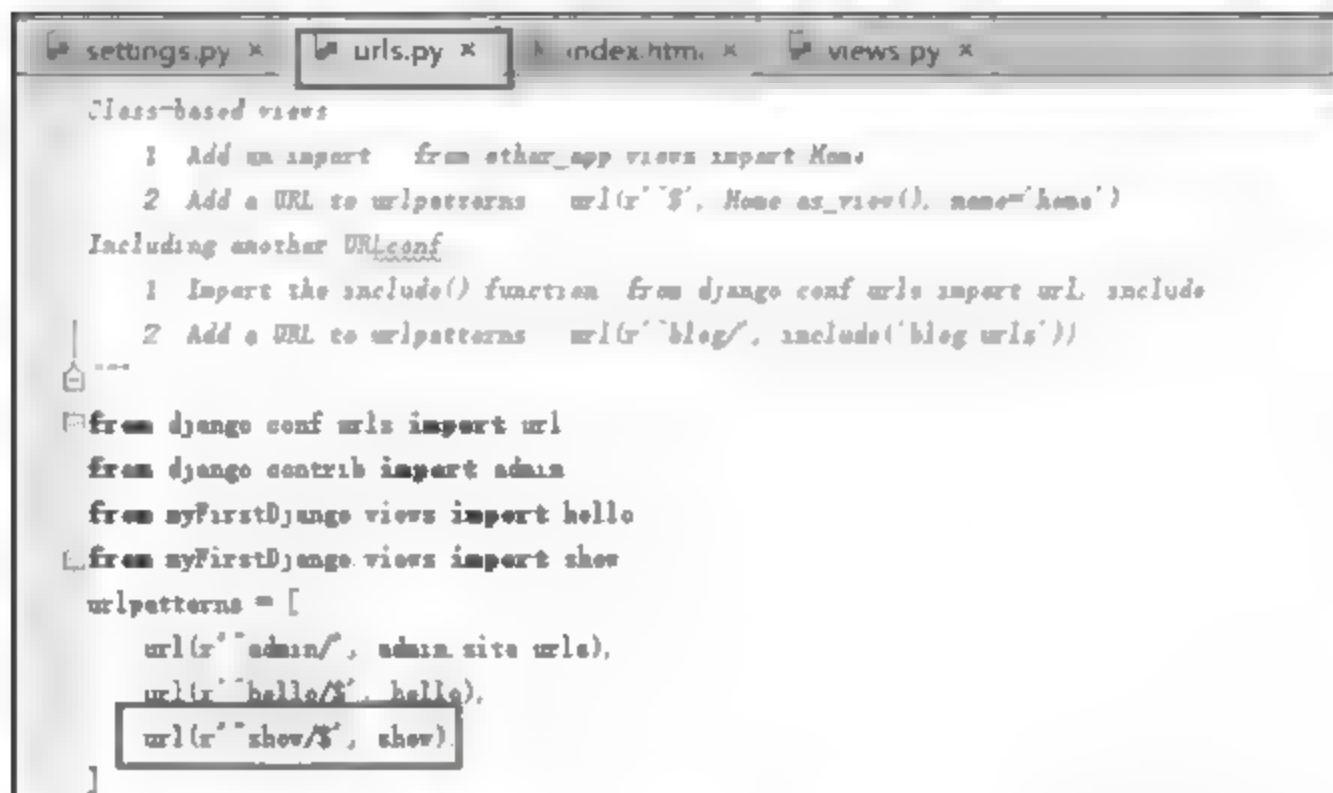 settings.py × urls.py × index.html × views.py ×
Class-based views
1. Add an import: from other_app.views import Home
2. Add a URL to urlpatterns: url(r'^$', Home.as_view(), name='home')
Including another URLconf
1. Import the include() function: from django.conf.urls import url, include
2. Add a URL to urlpatterns: url(r'^blog/', include('blog.urls'))
"""
from django.conf.urls import url
from django.contrib import admin
from myFirstDjango.views import hello
from myFirstDjango.views import show
urlpatterns = [
url(r'^admin/', admin.site.urls),
url(r'^hello/$', hello),
url(r'^show/$', show),
]